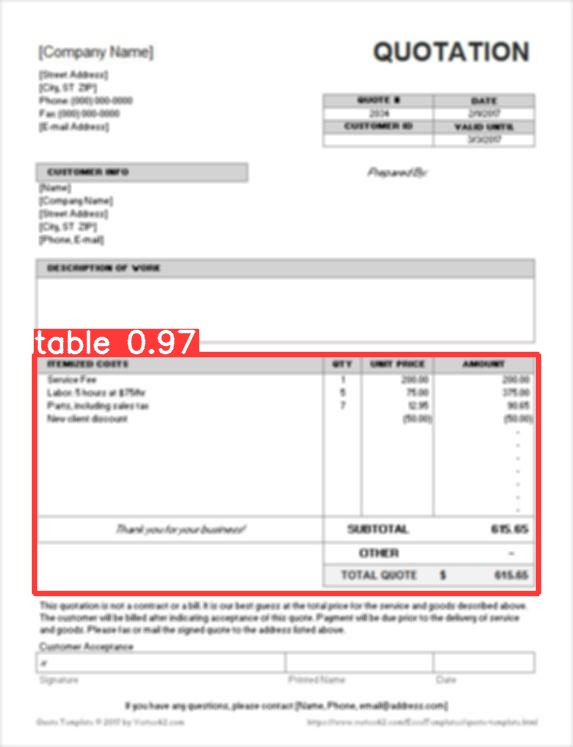 [Company Name]
QUOTATION
[Street Address]
[City, ST ZIP]
Phone: (000) 000-0000
Fax: (000) 000-0000
[E-mail Address]
QUOTE # DATE
2034 2/9/2017
CUSTOMER ID VALID UNTIL
3/3/2017
CUSTOMER INFO
Prepared By:
[Name]
[Company Name]
[Street Address]
[City, ST ZIP]
[Phone, E-mail]
DESCRIPTION OF WORK
table 0.97
ITEMIZED COSTS QTY UNIT PRICE AMOUNT
Service Fee 1 200.00 200.00
Labor: 5 hours at $75/hr 5 75.00 375.00
Parts, including sales tax 7 12.95 90.65
New client discount (50.00) (50.00)
-
-
-
-
-
-
-
Thank you for your business! SUBTOTAL 615.65
OTHER -
TOTAL QUOTE $ 615.65
This quotation is not a contract or a bill. It is our best guess at the total price for the service and goods described above.
The customer will be billed after indicating acceptance of this quote. Payment will be due prior to the delivery of service
and goods. Please fax or mail the signed quote to the address listed above.
Customer Acceptance
x
Signature Printed Name Date
If you have any questions, please contact [Name, Phone, email@address.com]
Quote Template © 2017 by Vertex42.com https://www.vertex42.com/ExcelTemplates/quote-template.html